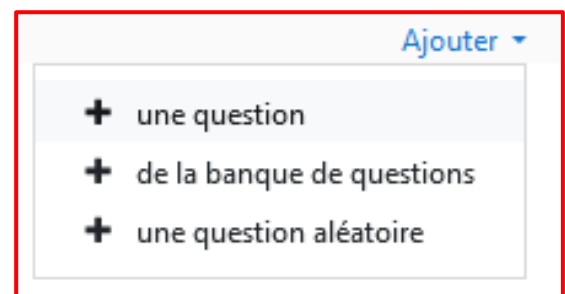 Ajouter
une question
de la banque de questions
une question aléatoire